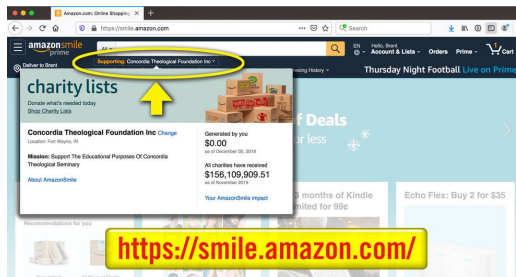 Amazon.com: Online Shopping
https://smile.amazon.com
Search
amazonsmile
prime
All
EN
Hello, Brent
Account & Lists
Orders
Prime
Cart
Deliver to Brent
Supporting: Concordia Theological Foundation Inc
History
Thursday Night Football Live on Prime
charity lists
Donate what's needed today
Shop Charity Lists
f Deals
or less
Concordia Theological Foundation Inc Change
Location: Fort Wayne, IN
Mission: Support The Educational Purposes Of Concordia
Theological Seminary
About AmazonSmile
Generated by you
$0.00
as of December 02, 2019
All charities have received
$156,109,909.51
as of November 2019
Your AmazonSmile impact
3 months of Kindle
mited for 99¢
Echo Flex: Buy 2 for $35
Recommendations for you
https://smile.amazon.com/